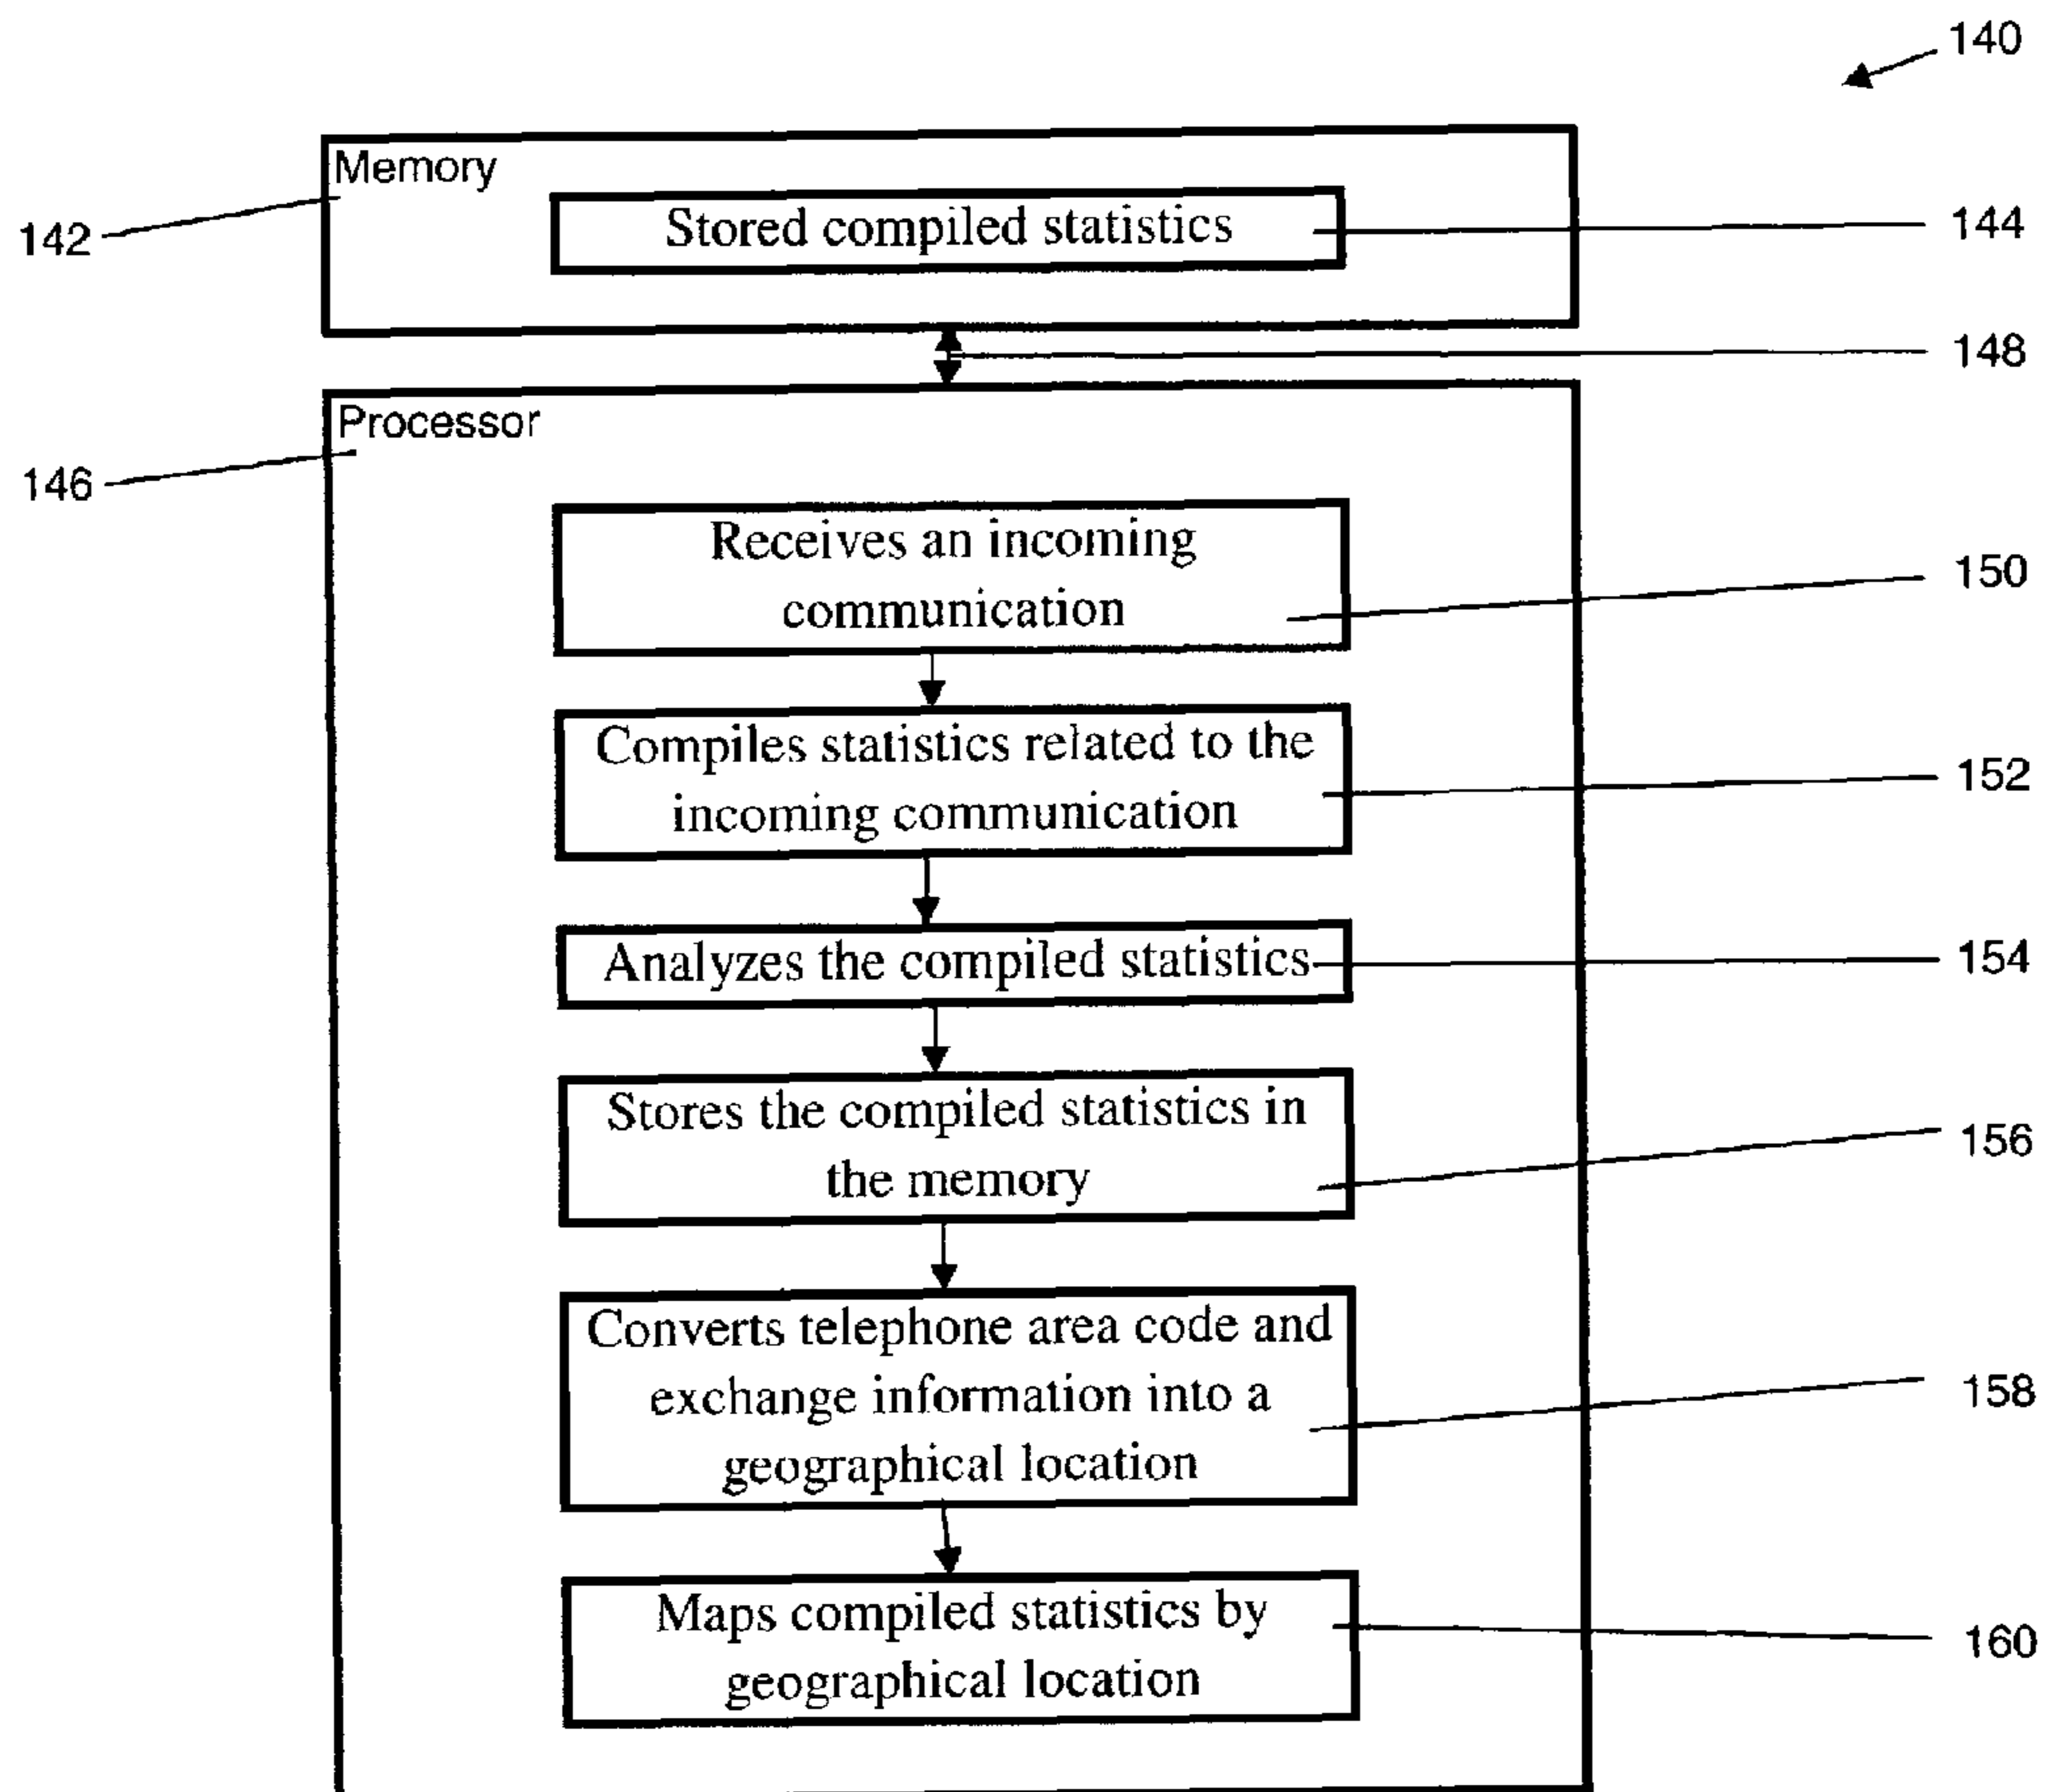 140
Memory
142
Stored compiled statistics
144
148
Processor
146
Receives an incoming
communication
150
Compiles statistics related to the
incoming communication
152
Analyzes the compiled statistics
154
Stores the compiled statistics in
the memory
156
Converts telephone area code and
exchange information into a
geographical location
158
Maps compiled statistics by
geographical location
160